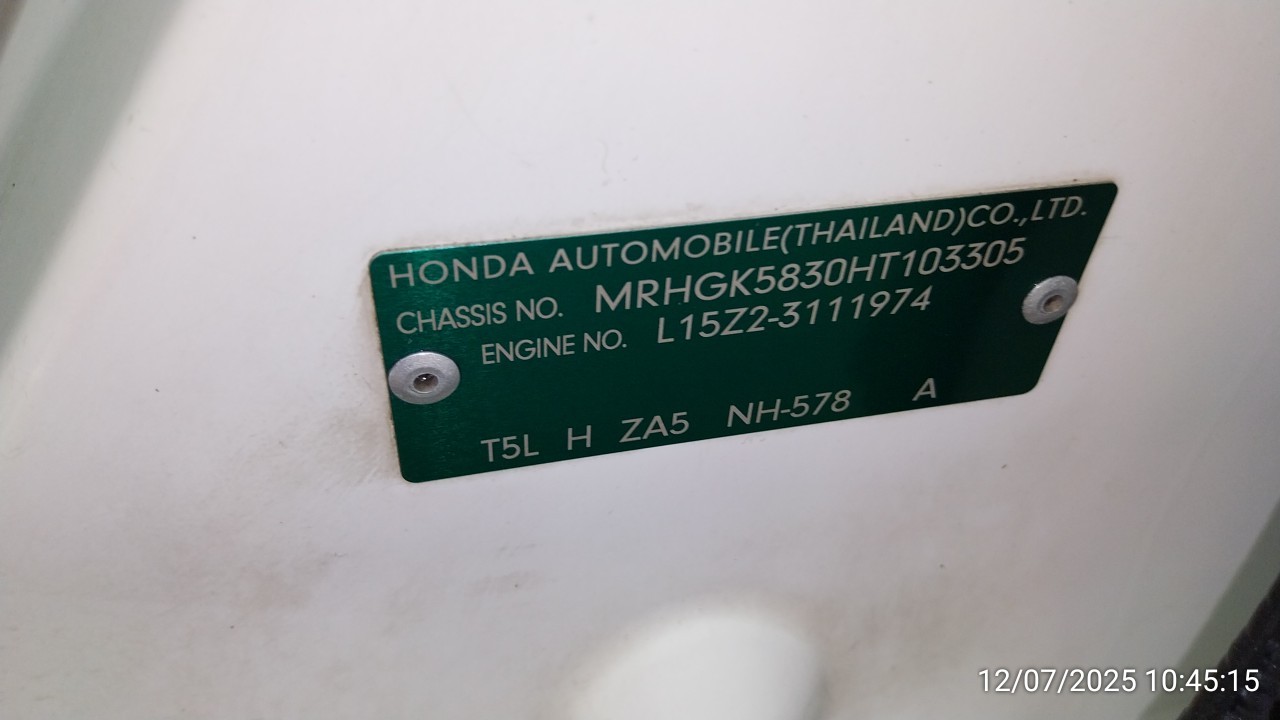 HONDA AUTOMOBILE(THAILAND)CO.,LTD.
CHASSIS NO. MRHGK5830HT103305
ENGINE NO. L15Z2-3111974
T5L H ZA5 NH-578 A
12/07/2025 10:45:15